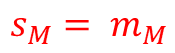 s_M = m_M